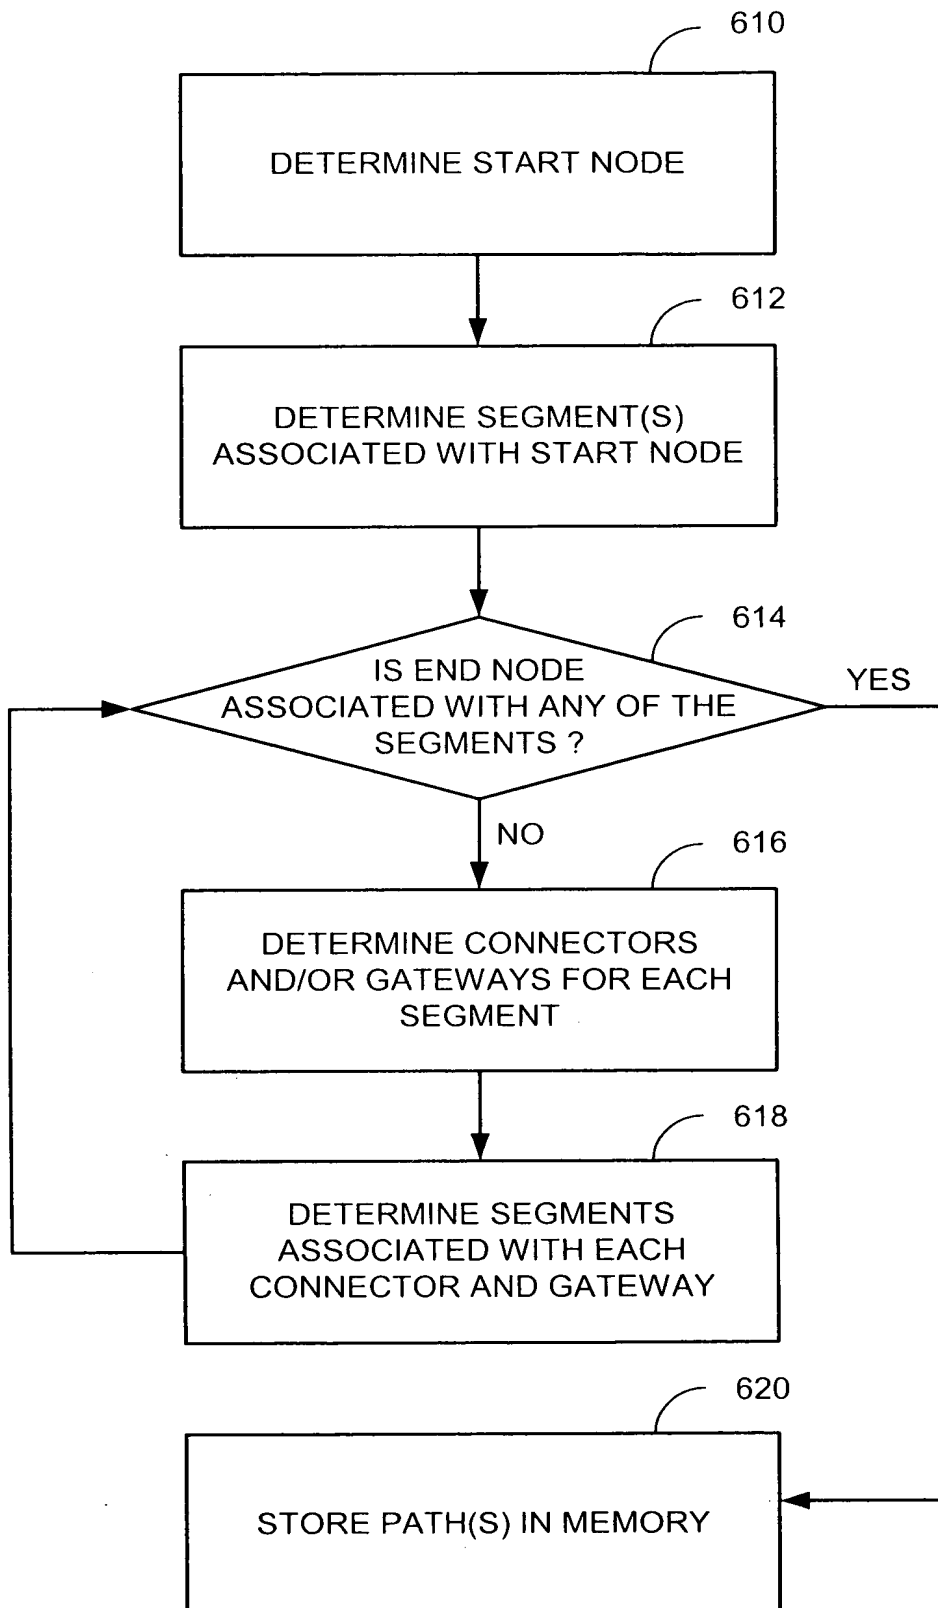 610
DETERMINE START NODE
612
DETERMINE SEGMENT(S)
ASSOCIATED WITH START NODE
614
IS END NODE
ASSOCIATED WITH ANY OF THE
SEGMENTS ?
YES
NO
616
DETERMINE CONNECTORS
AND/OR GATEWAYS FOR EACH
SEGMENT
618
DETERMINE SEGMENTS
ASSOCIATED WITH EACH
CONNECTOR AND GATEWAY
620
STORE PATH(S) IN MEMORY